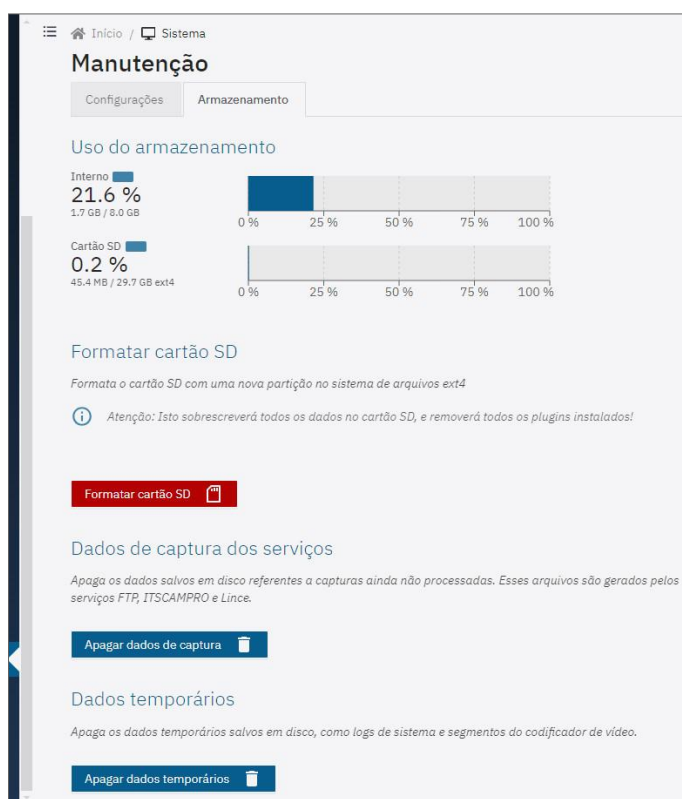 Início / Sistema
Manutenção
Configurações Armazenamento
Uso do armazenamento
Interno
21.6 %
1.7 GB / 8.0 GB
0 % 25 % 50 % 75 % 100 %
Cartão SD
0.2 %
45.4 MB / 29.7 GB ext4
0 % 25 % 50 % 75 % 100 %
Formatar cartão SD
Formata o cartão SD com uma nova partição no sistema de arquivos ext4
Atenção: Isto sobrescreverá todos os dados no cartão SD, e removerá todos os plugins instalados!
Formatar cartão SD
Dados de captura dos serviços
Apaga os dados salvos em disco referentes a capturas ainda não processadas. Esses arquivos são gerados pelos
serviços FTP, ITSCAMPRO e Lince.
Apagar dados de captura
Dados temporários
Apaga os dados temporários salvos em disco, como logs de sistema e segmentos do codificador de vídeo.
Apagar dados temporários